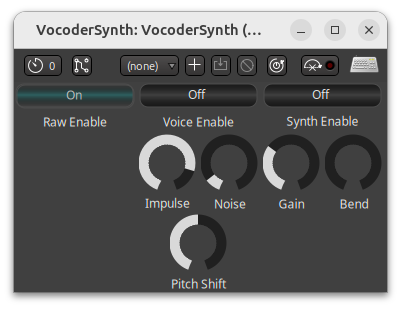 VocoderSynth: VocoderSynth (...
0
(none)
On
Off
Off
Raw Enable
Voice Enable
Synth Enable
Impulse
Noise
Gain
Bend
Pitch Shift